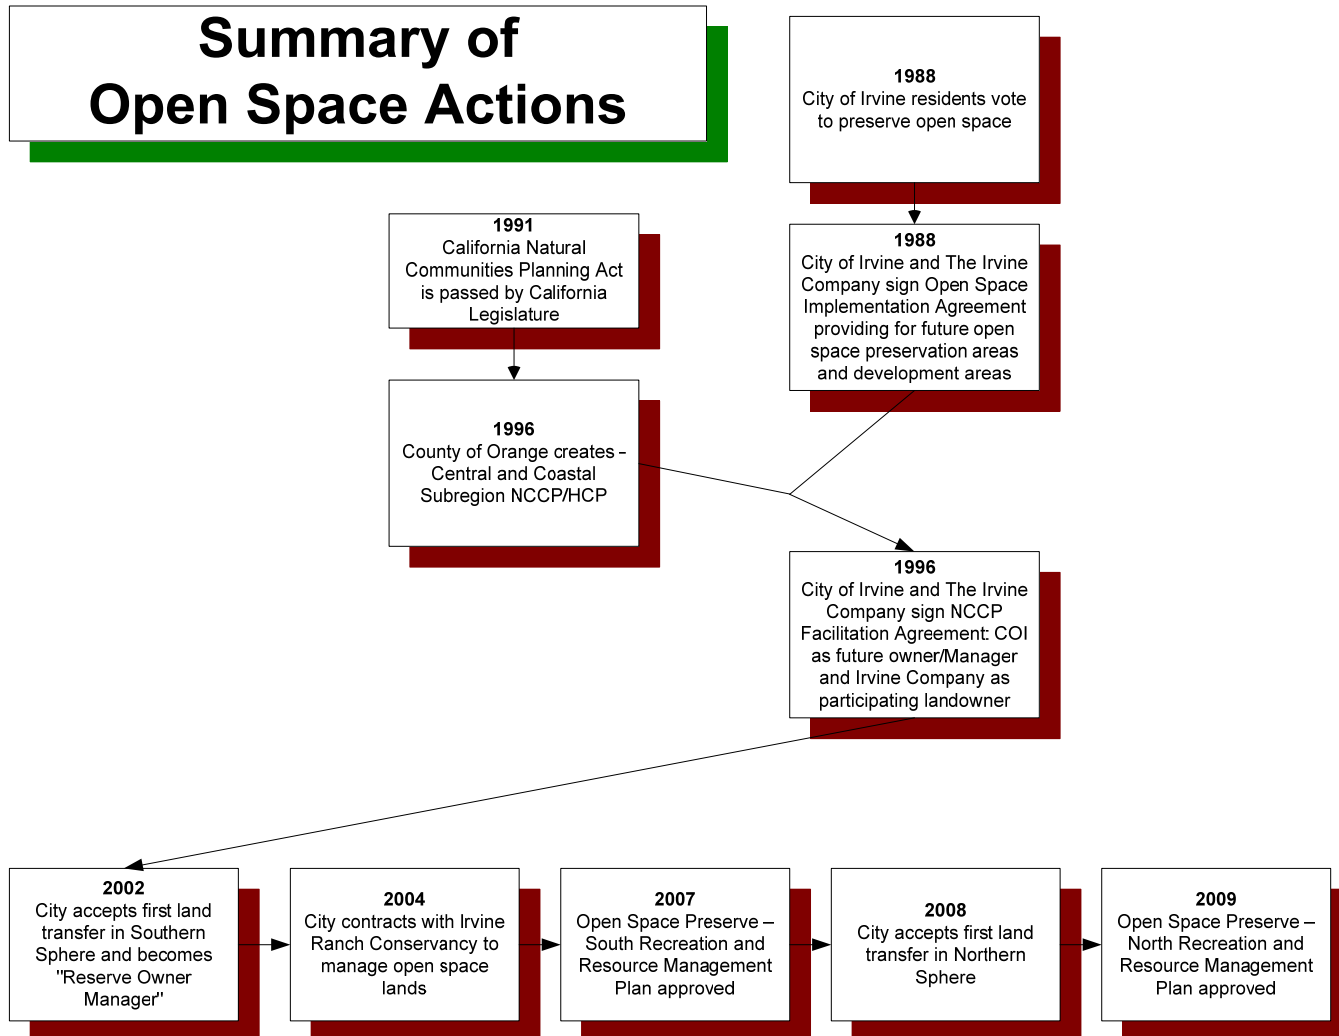 Summary of
Open Space Actions
1988
City of Irvine residents vote
to preserve open space
1991
California Natural
Communities Planning Act
is passed by California
Legislature
1988
City of Irvine and The Irvine
Company sign Open Space
Implementation Agreement
providing for future open
space preservation areas
and development areas
1996
County of Orange creates –
Central and Coastal
Subregion NCCP/HCP
1996
City of Irvine and The Irvine
Company sign NCCP
Facilitation Agreement: COI
as future owner/Manager
and Irvine Company as
participating landowner
2002
City accepts first land
transfer in Southern
Sphere and becomes
"Reserve Owner
Manager"
2004
City contracts with Irvine
Ranch Conservancy to
manage open space
lands
2007
Open Space Preserve –
South Recreation and
Resource Management
Plan approved
2008
City accepts first land
transfer in Northern
Sphere
2009
Open Space Preserve –
North Recreation and
Resource Management
Plan approved